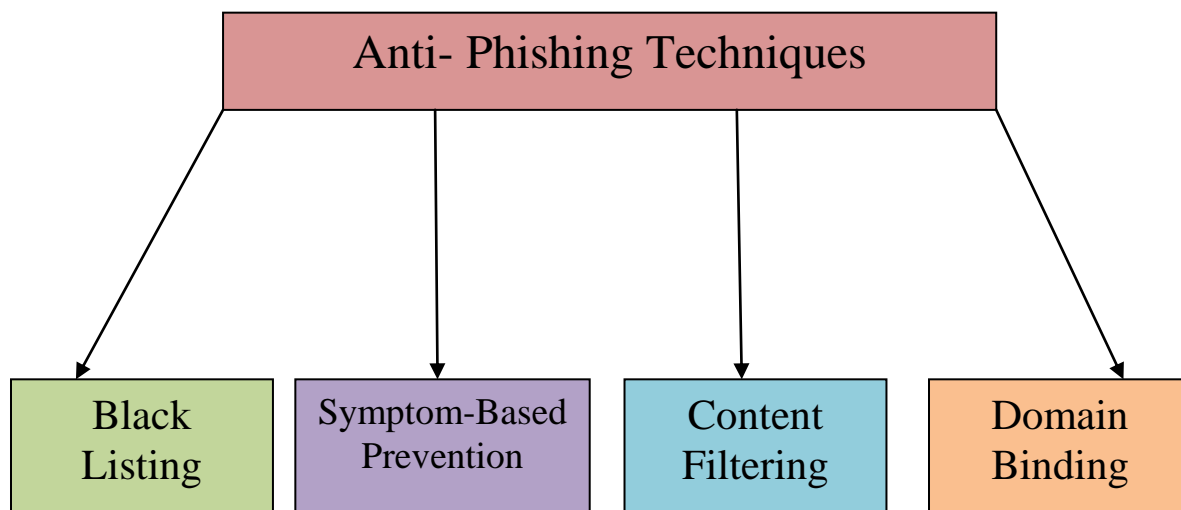 Anti- Phishing Techniques
Black
Listing
Symptom-Based
Prevention
Content
Filtering
Domain
Binding